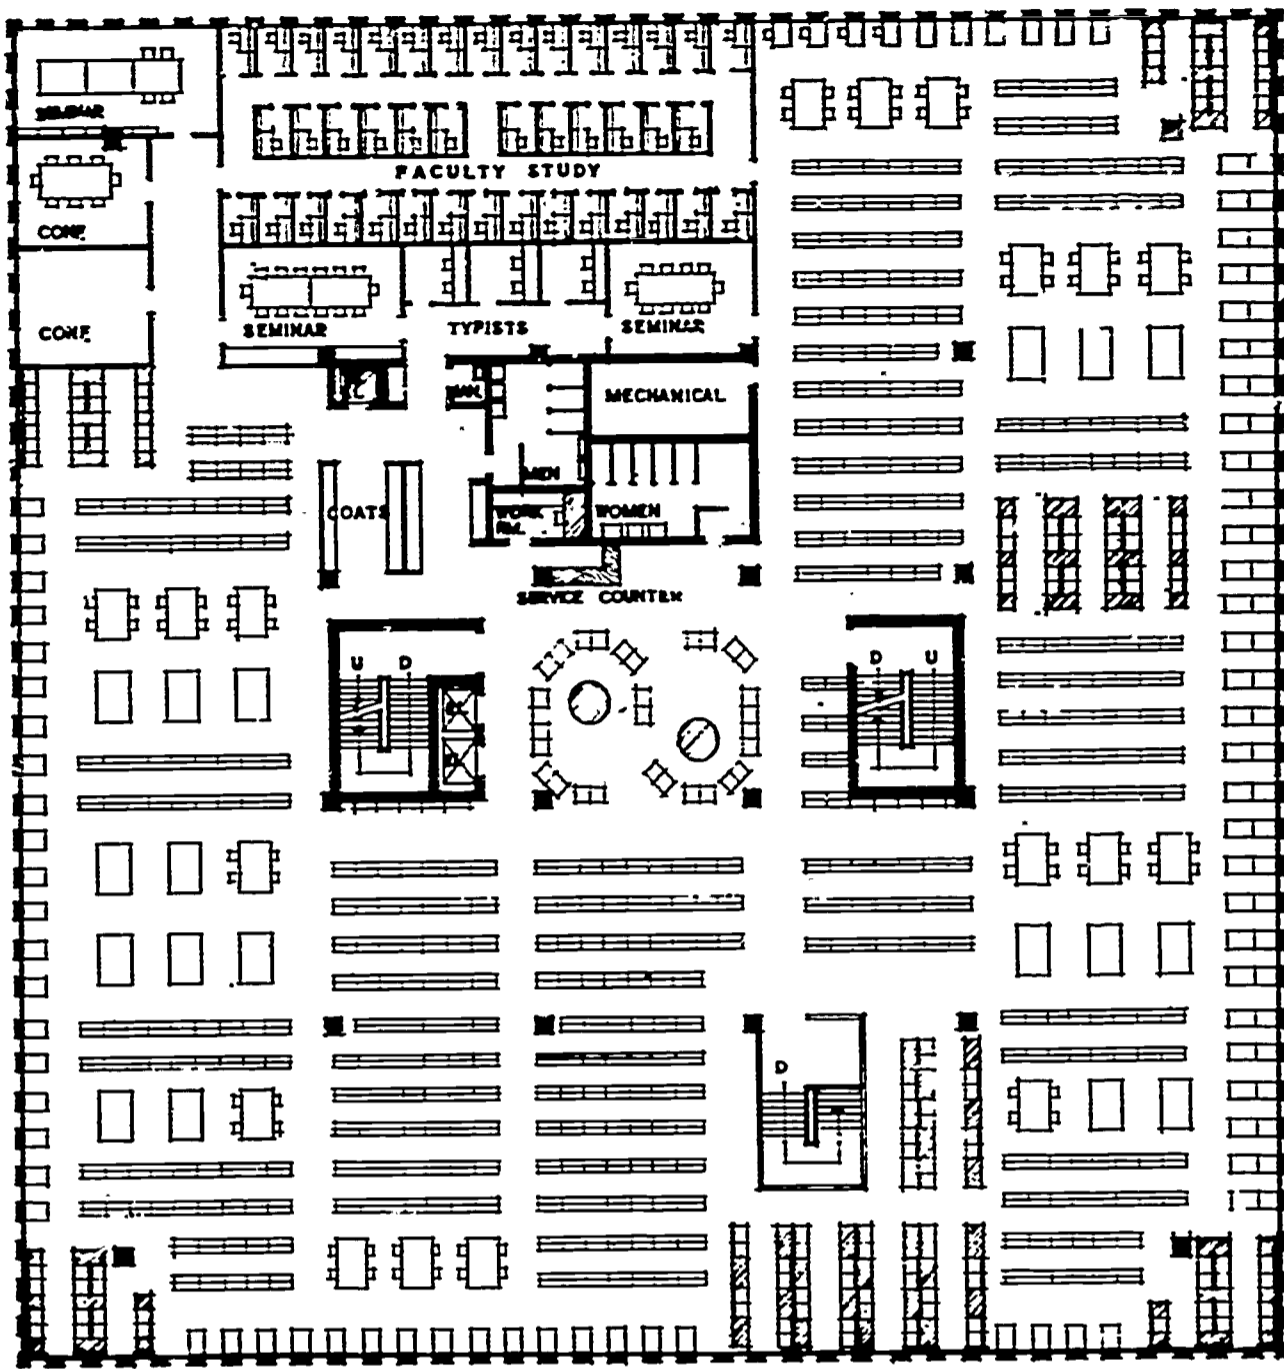 SEMINAR
FACULTY STUDY
CONF.
CONF.
SEMINAR
TYPISTS
SEMINAR
MECHANICAL
MEN
COATS
WORK
RM.
WOMEN
SERVICE COUNTER
U
D
D
U
D